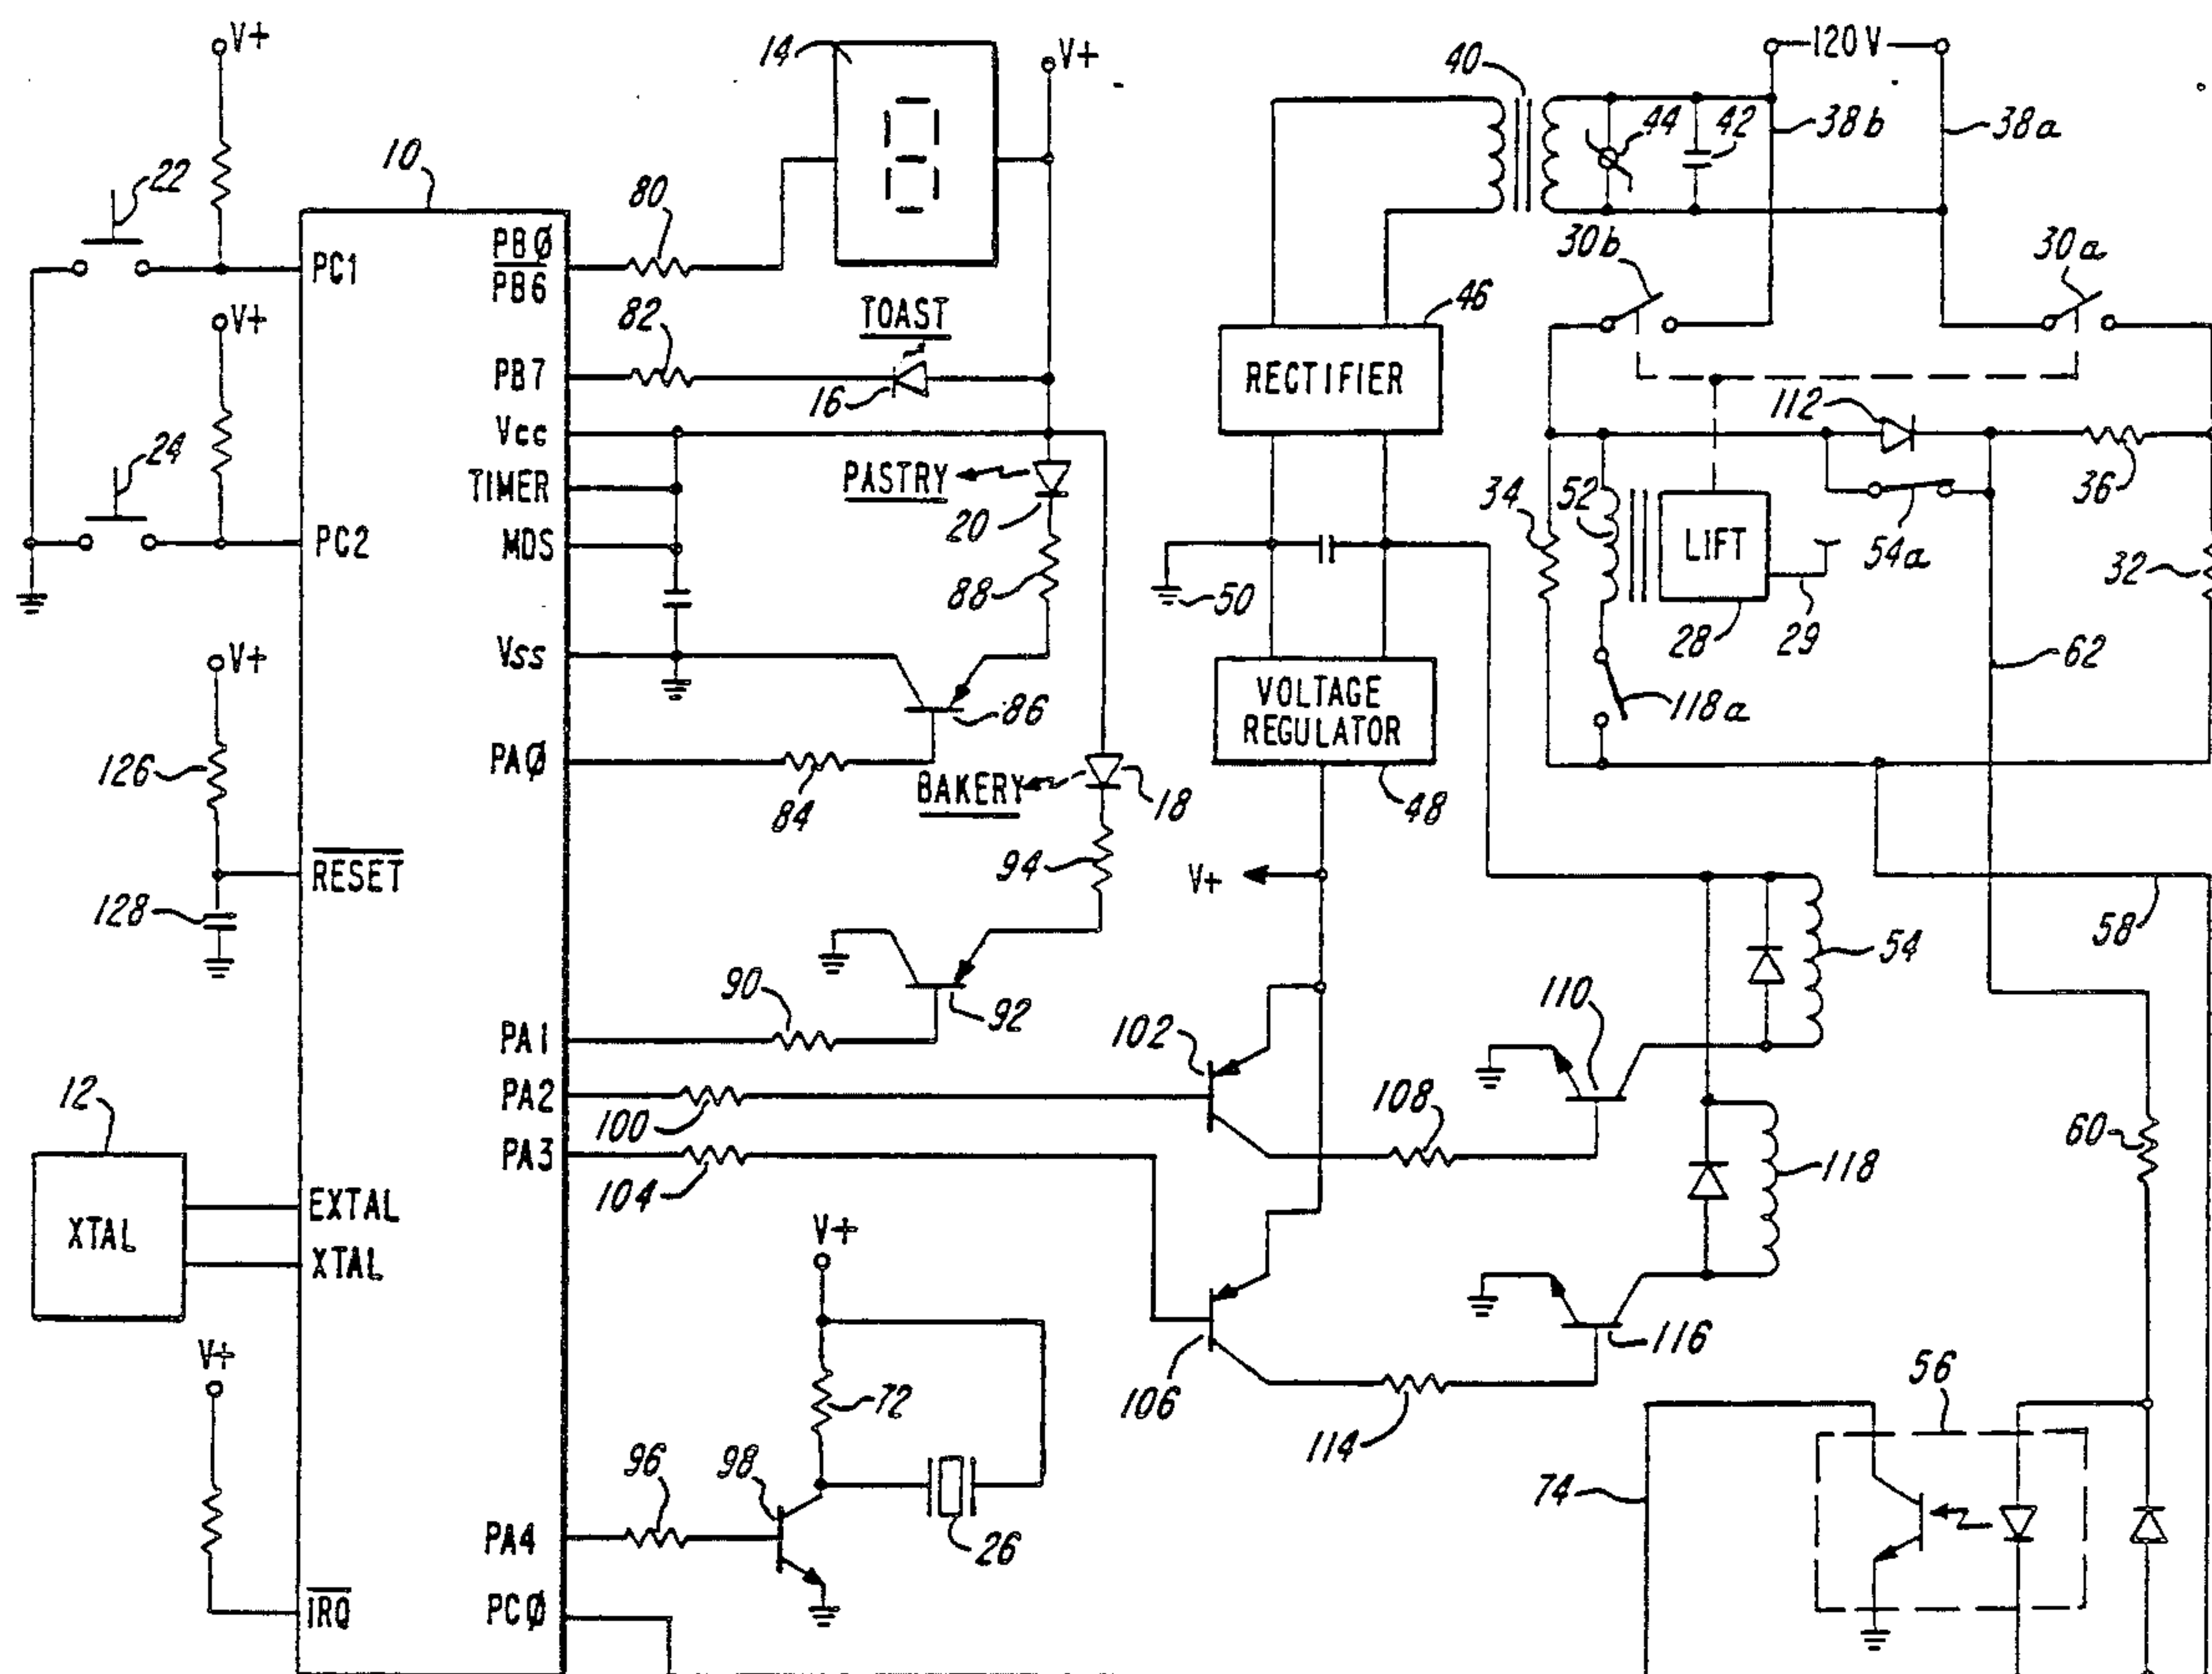 V+
14
V+
40
120V
22
10
80
44
42
38b
38a
PC1
PBØ
PB6
30b
30a
V+
82
TOAST
46
RECTIFIER
PB7
16
112
24
Vcc
PASTRY
TIMER
20
34
52
LIFT
36
54a
PC2
MDS
88
50
28
29
32
V+
Vss
86
VOLTAGE
REGULATOR
118a
62
126
PAØ
84
BAKERY
18
48
RESET
94
V+
128
58
54
90
92
110
PA1
102
12
PA2
100
108
60
PA3
104
118
XTAL
EXTAL
XTAL
V+
V+
106
116
72
114
56
96
98
74
PA4
26
IRQ
PCØ